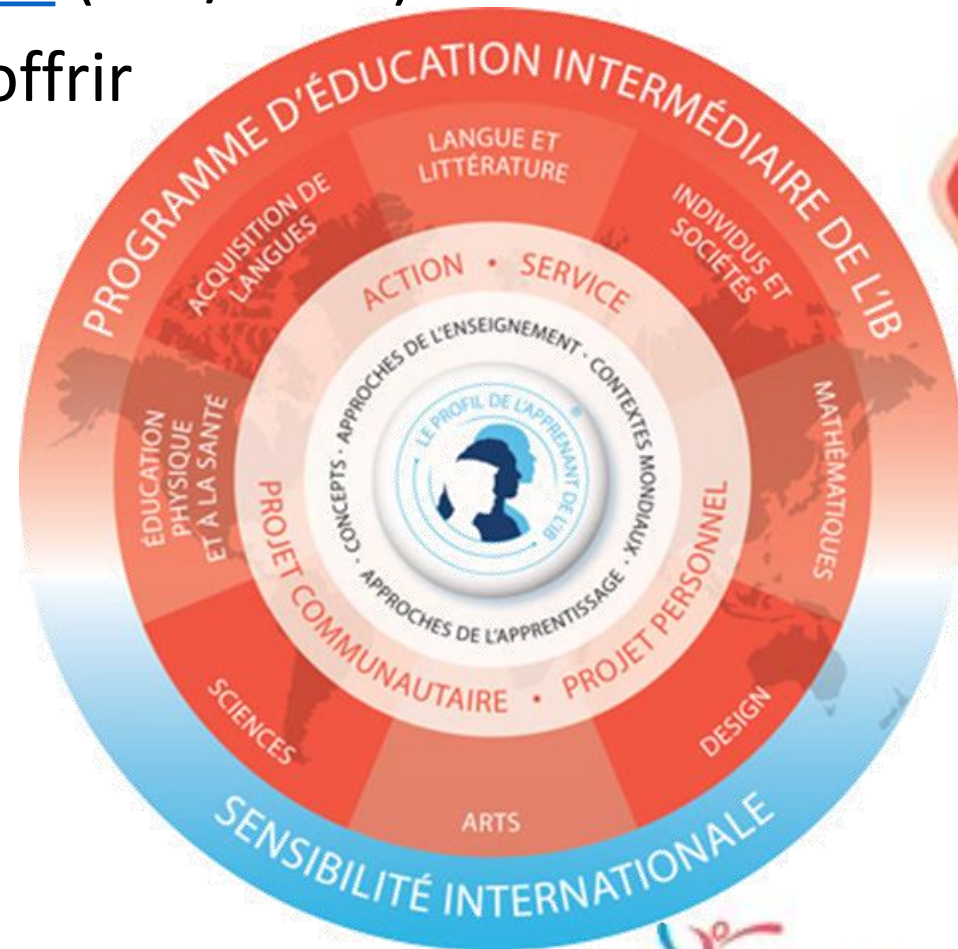 offrir
PROGRAMME D'ÉDUCATION INTERMÉDIAIRE DE L'IB
LANGUE ET
LITTÉRATURE
INDIVIDUS ET
SOCIÉTÉS
MATHÉMATIQUES
DESIGN
ARTS
SCIENCES
ÉDUCATION
PHYSIQUE
ET À LA SANTÉ
ACQUISITION DE
LANGUES
ACTION • SERVICE
PROJET COMMUNAUTAIRE • PROJET PERSONNEL
APPROCHES DE L'ENSEIGNEMENT · CONTEXTES MONDIAUX ·
APPROCHES DE L'APPRENTISSAGE · CONCEPTS ·
LE PROFIL DE L'APPRENANT DE L'IB ®
SENSIBILITÉ INTERNATIONALE